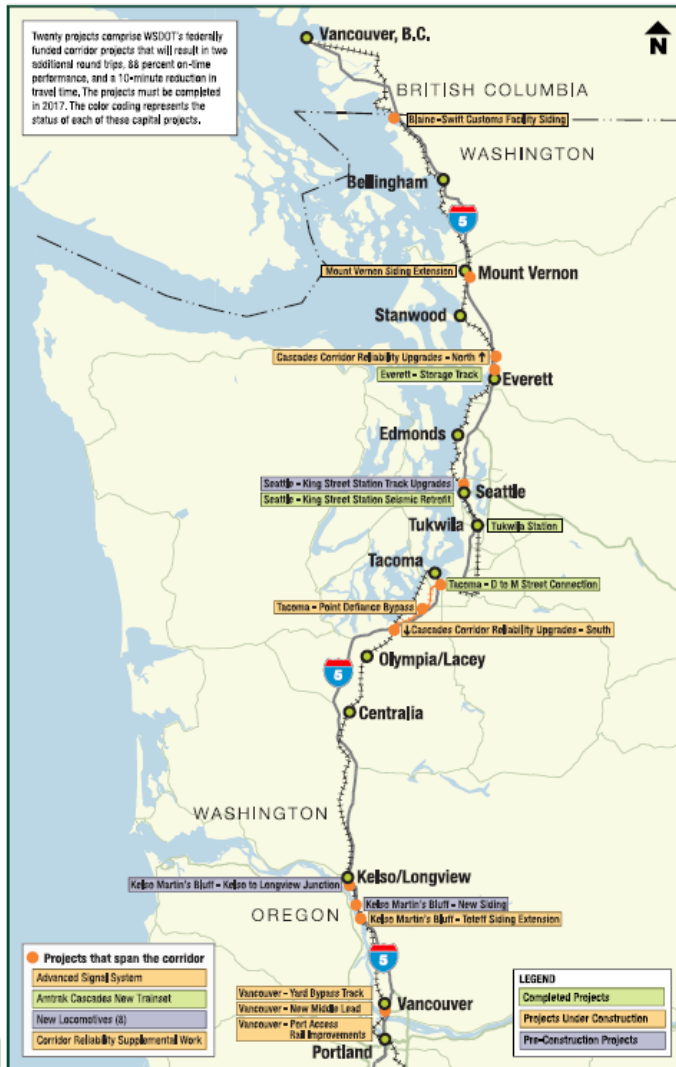 Twenty projects comprise WSDOT's federally
funded corridor projects that will result in two
additional round trips, 88 percent on-time
performance, and a 10-minute reduction in
travel time. The projects must be completed
in 2017. The color coding represents the
status of each of these capital projects.
N
Vancouver, B.C.
BRITISH COLUMBIA
Blaine – Swift Customs Facility Siding
WASHINGTON
Bellingham
5
Mount Vernon Siding Extension
Mount Vernon
Stanwood
Cascades Corridor Reliability Upgrades – North ↑
Everett – Storage Track
Everett
Edmonds
Seattle – King Street Station Track Upgrades
Seattle – King Street Station Seismic Retrofit
Seattle
Tukwila
Tukwila Station
Tacoma
Tacoma – D to M Street Connection
Tacoma – Point Defiance Bypass
↓Cascades Corridor Reliability Upgrades – South
Olympia/Lacey
5
Centralia
WASHINGTON
Kelso/Longview
Kelso Martin's Bluff – Kelso to Longview Junction
Kelso Martin's Bluff – New Siding
OREGON
Kelso Martin's Bluff – Toteff Siding Extension
5
Projects that span the corridor
Advanced Signal System
Amtrak Cascades New Trainset
New Locomotives (8)
Corridor Reliability Supplemental Work
Vancouver – Yard Bypass Track
Vancouver – New Middle Lead
Vancouver – Port Access
Rail Improvements
Vancouver
Portland
LEGEND
Completed Projects
Projects Under Construction
Pre-Construction Projects